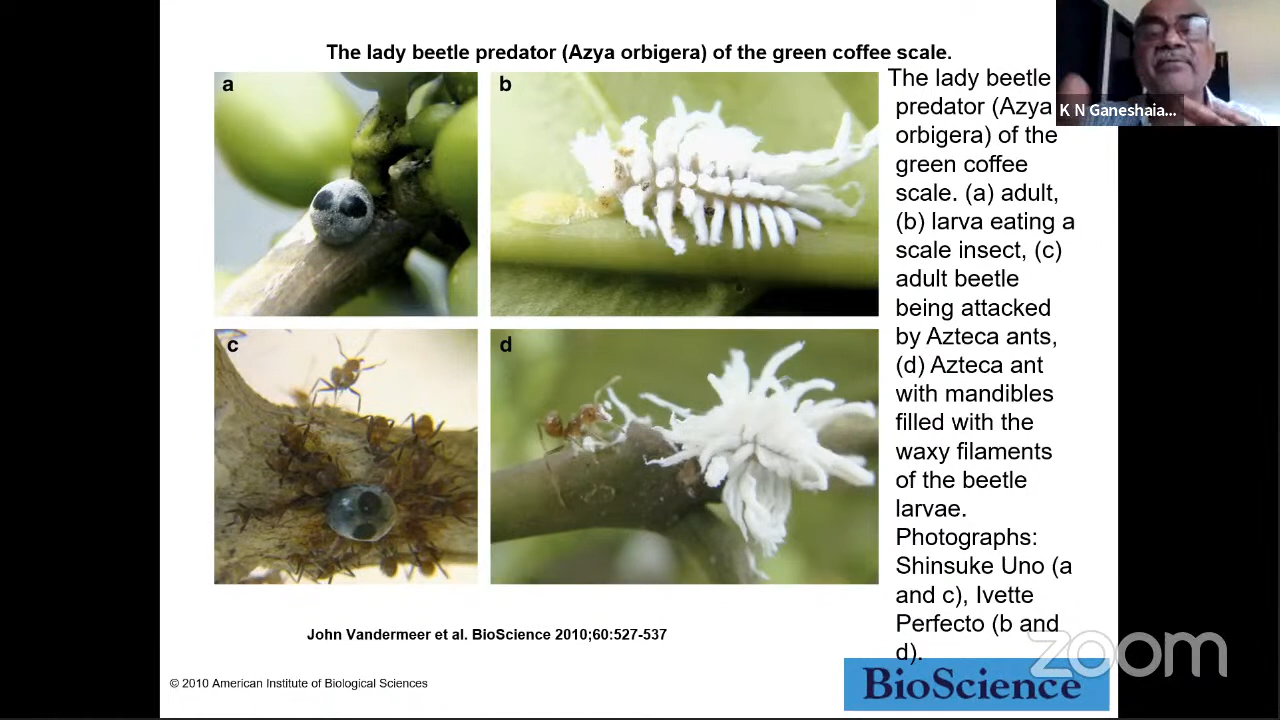 The lady beetle predator (Azya orbigera) of the green coffee scale.
a
b
c
d
The lady beetle
predator (Azya
orbigera) of the
green coffee
scale. (a) adult,
(b) larva eating a
scale insect, (c)
adult beetle
being attacked
by Azteca ants,
(d) Azteca ant
with mandibles
filled with the
waxy filaments
of the beetle
larvae.
Photographs:
Shinsuke Uno (a
and c), Ivette
Perfecto (b and
d).
K N Ganeshaia...
John Vandermeer et al. BioScience 2010;60:527-537
© 2010 American Institute of Biological Sciences
BioScience
zoom